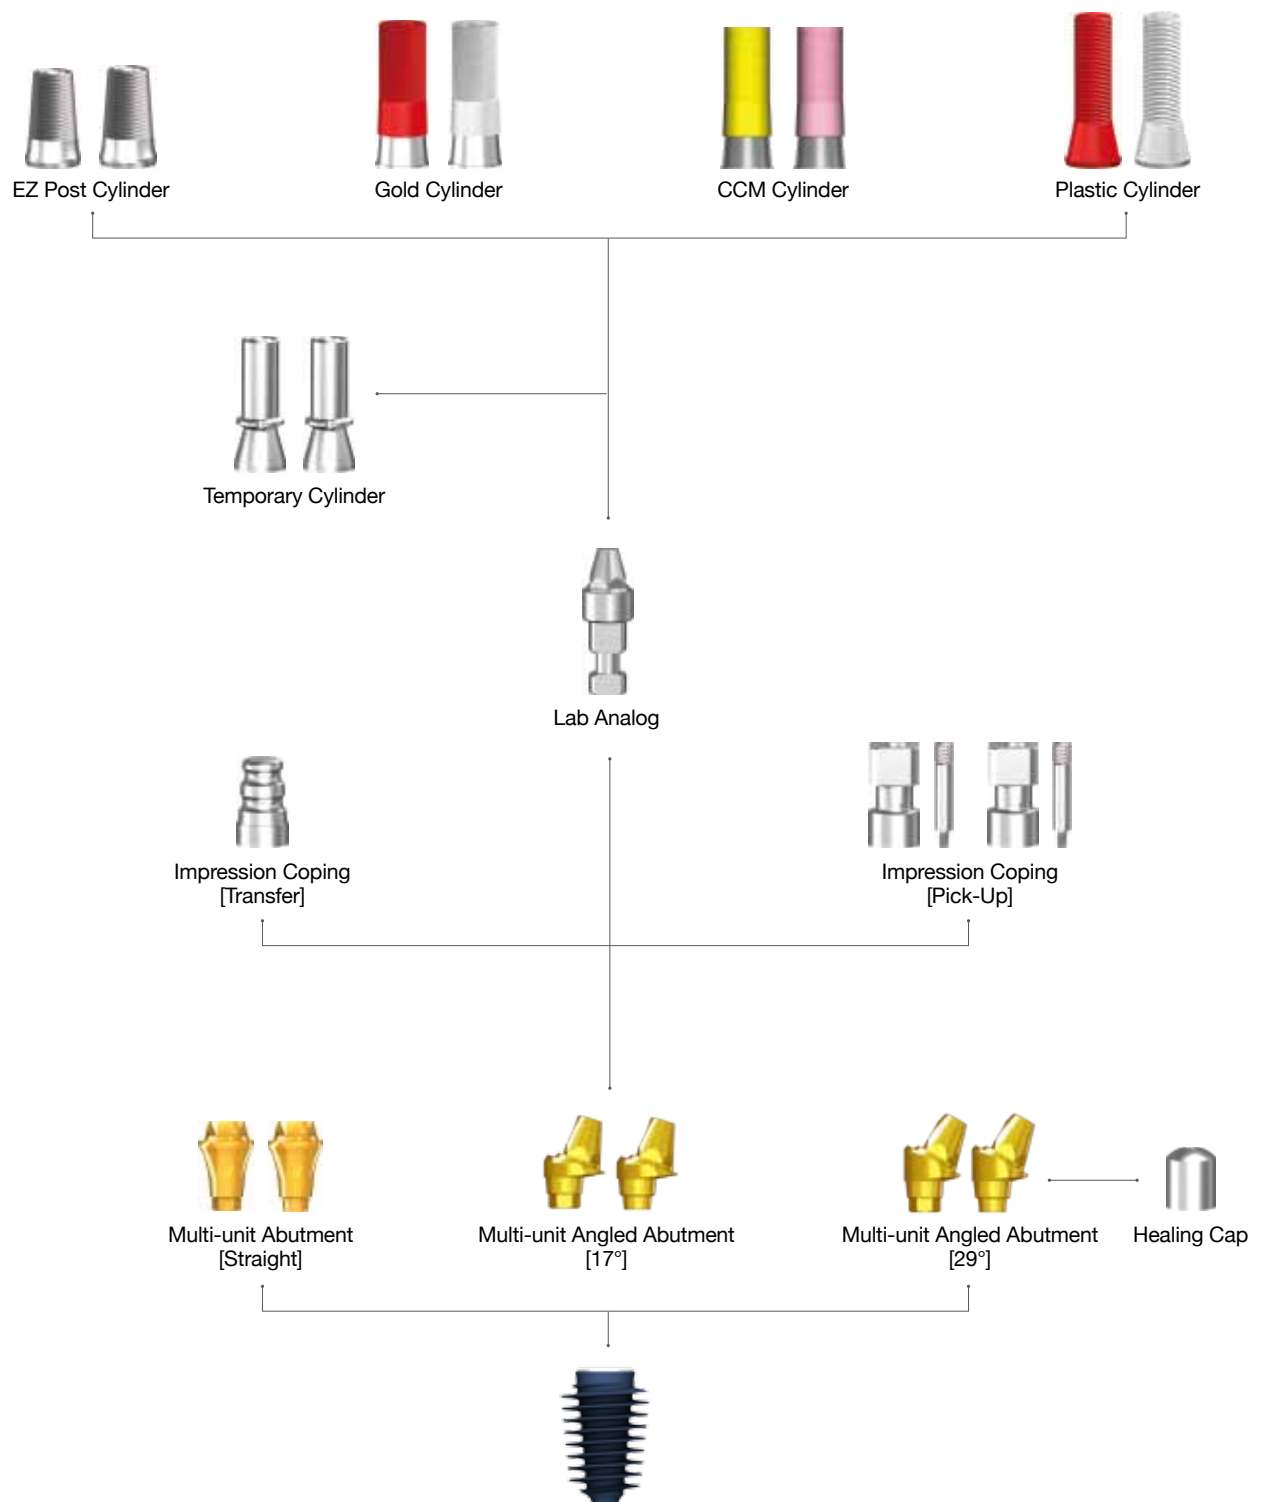 EZ Post Cylinder
Gold Cylinder
CCM Cylinder
Plastic Cylinder
Temporary Cylinder
Lab Analog
Impression Coping
[Transfer]
Impression Coping
[Pick-Up]
Multi-unit Abutment
[Straight]
Multi-unit Angled Abutment
[17°]
Multi-unit Angled Abutment
[29°]
Healing Cap